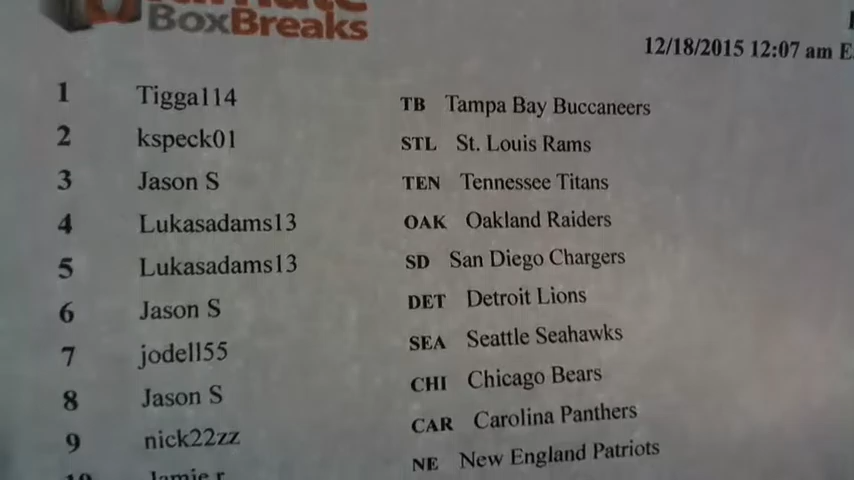 BoxBreaks
12/18/2015 12:07 am
1 Tigga114 TB Tampa Bay Buccaneers
2 kspeck01 STL St. Louis Rams
3 Jason S TEN Tennessee Titans
4 Lukasadams13 OAK Oakland Raiders
5 Lukasadams13 SD San Diego Chargers
6 Jason S DET Detroit Lions
7 jodell55 SEA Seattle Seahawks
8 Jason S CHI Chicago Bears
9 nick22zz CAR Carolina Panthers
10 Jamie r NE New England Patriots